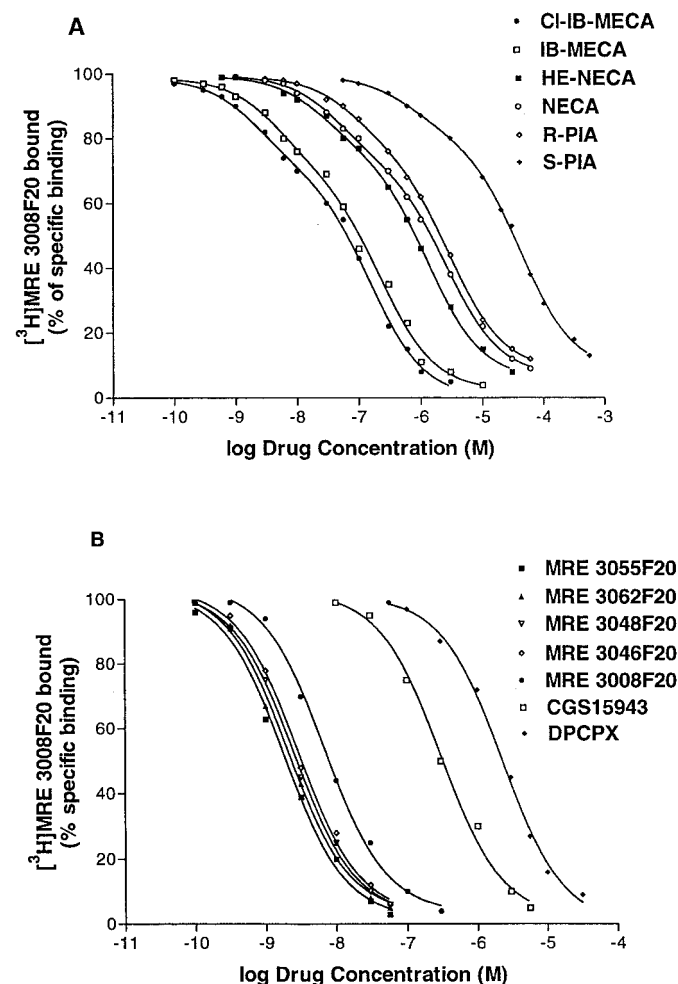 A
Cl-IB-MECA
IB-MECA
HE-NECA
NECA
R-PIA
S-PIA
[³H]MRE 3008F20 bound
(% of specific binding)
100
80
60
40
20
0
-11 -10 -9 -8 -7 -6 -5 -4 -3
log Drug Concentration (M)
B
MRE 3055F20
MRE 3062F20
MRE 3048F20
MRE 3046F20
MRE 3008F20
CGS15943
DPCPX
[³H]MRE 3008F20 bound
(% specific binding)
100
80
60
40
20
0
-11 -10 -9 -8 -7 -6 -5 -4
log Drug Concentration (M)